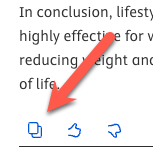 In conclusion, lifesty
highly effective for w
reducing weight and
of life.